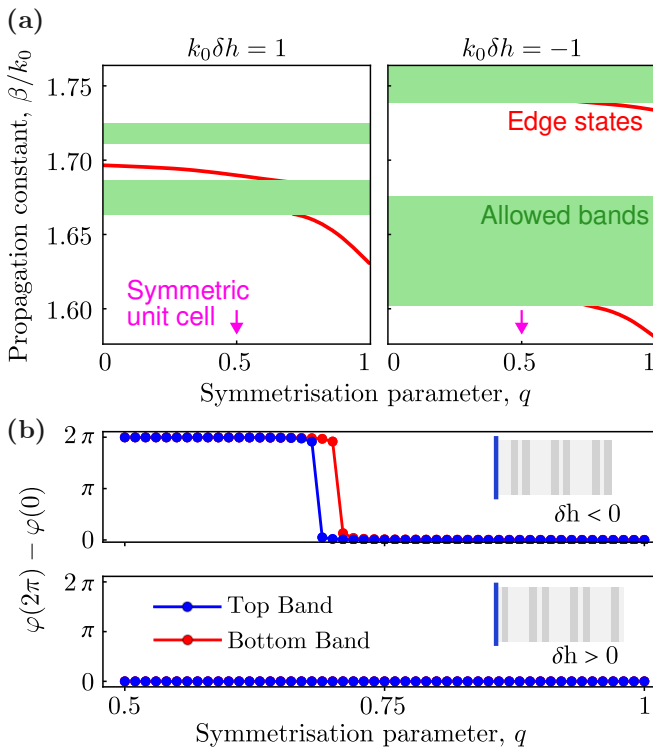 (a)
k₀δh = 1
k₀δh = −1
Propagation constant, β/k₀
1.75
1.70
1.65
1.60
Edge states
Allowed bands
Symmetric
unit cell
0 0.5 1
0 0.5 1
Symmetrisation parameter, q
(b)
φ(2π) − φ(0)
2 π
π
0
δh < 0
2 π
π
0
Top Band
Bottom Band
δh > 0
0.5 0.75 1
Symmetrisation parameter, q